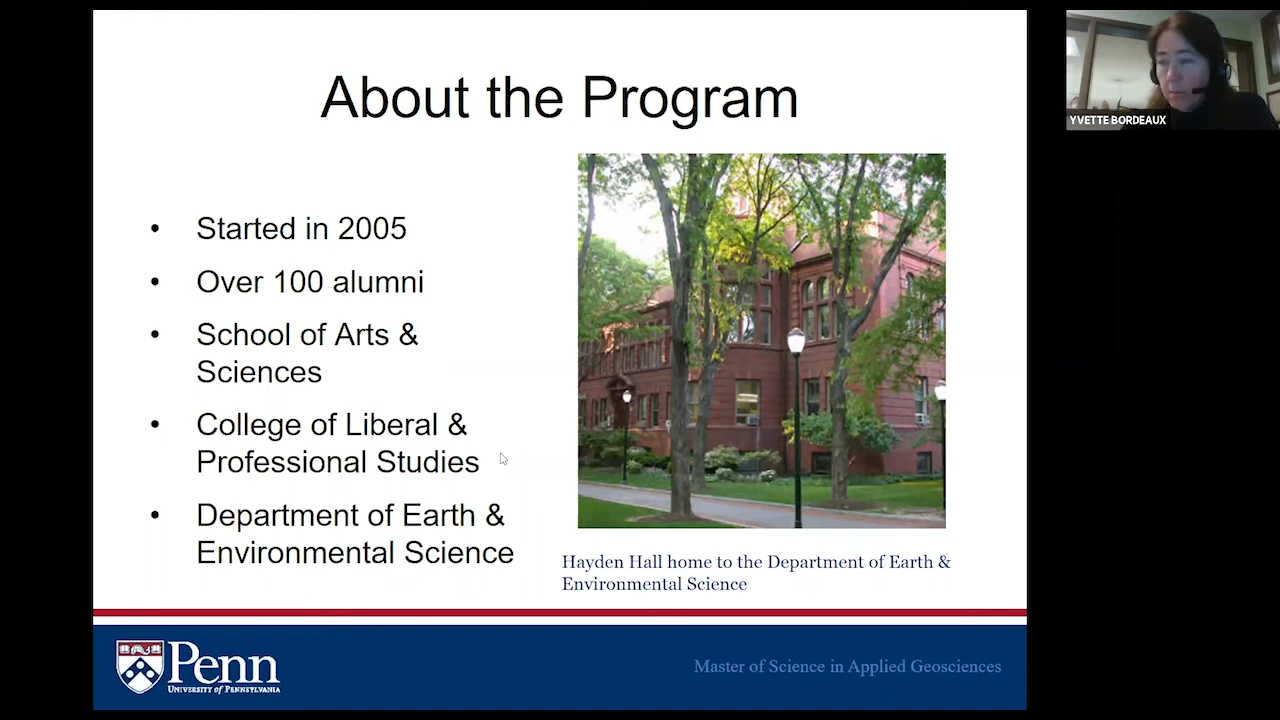 About the Program
• Started in 2005
• Over 100 alumni
• School of Arts &
Sciences
• College of Liberal &
Professional Studies
• Department of Earth &
Environmental Science
Hayden Hall home to the Department of Earth &
Environmental Science
Penn
UNIVERSITY OF PENNSYLVANIA
Master of Science in Applied Geosciences
YVETTE BORDEAUX